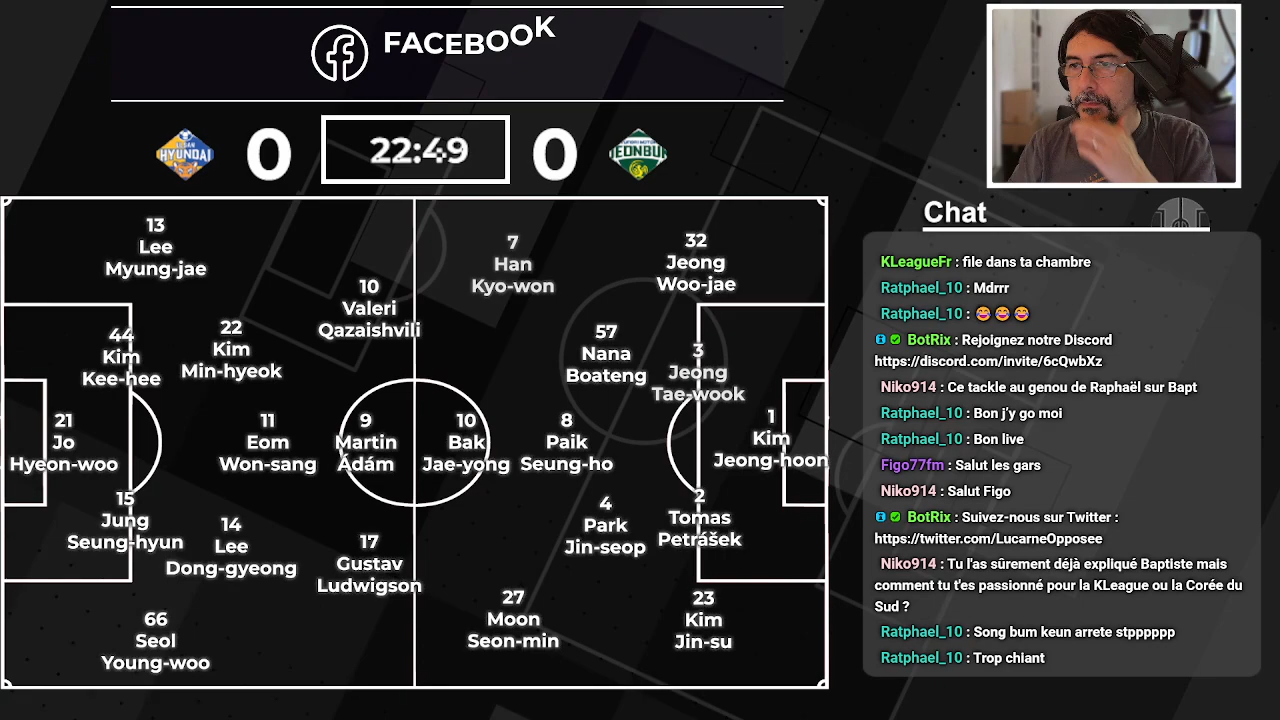 FACEBOOK
HYUNDAI
0
22:49
0
Chat
13
Lee
Myung-jae
44
Kim
Kee-hee
22
Kim
Min-hyeok
10
Valeri
Qazaishvili
21
Jo
Hyeon-woo
11
Eom
Won-sang
9
Martin
Ádám
15
Jung
Seung-hyun
14
Lee
Dong-gyeong
17
Gustav
Ludwigson
66
Seol
Young-woo
7
Han
Kyo-won
32
Jeong
Woo-jae
57
Nana
Boateng
3
Jeong
Tae-wook
10
Bak
Jae-yong
8
Paik
Seung-ho
1
Kim
Jeong-hoon
4
Park
Jin-seop
2
Tomas
Petrášek
27
Moon
Seon-min
23
Kim
Jin-su
KLeagueFr : file dans ta chambre
Ratphael_10 : Mdrrr
Ratphael_10 : 😂 😂 😂
BotRix : Rejoignez notre Discord
https://discord.com/invite/6cQwbXz
Niko914 : Ce tackle au genou de Raphaël sur Bapt
Ratphael_10 : Bon j’y go moi
Ratphael_10 : Bon live
Figo77fm : Salut les gars
Niko914 : Salut Figo
BotRix : Suivez-nous sur Twitter :
https://twitter.com/LucarneOpposee
Niko914 : Tu l'as sûrement déjà expliqué Baptiste mais
comment tu t'es passionné pour la KLeague ou la Corée du
Sud ?
Ratphael_10 : Song bum keun arrete stpppppp
Ratphael_10 : Trop chiant